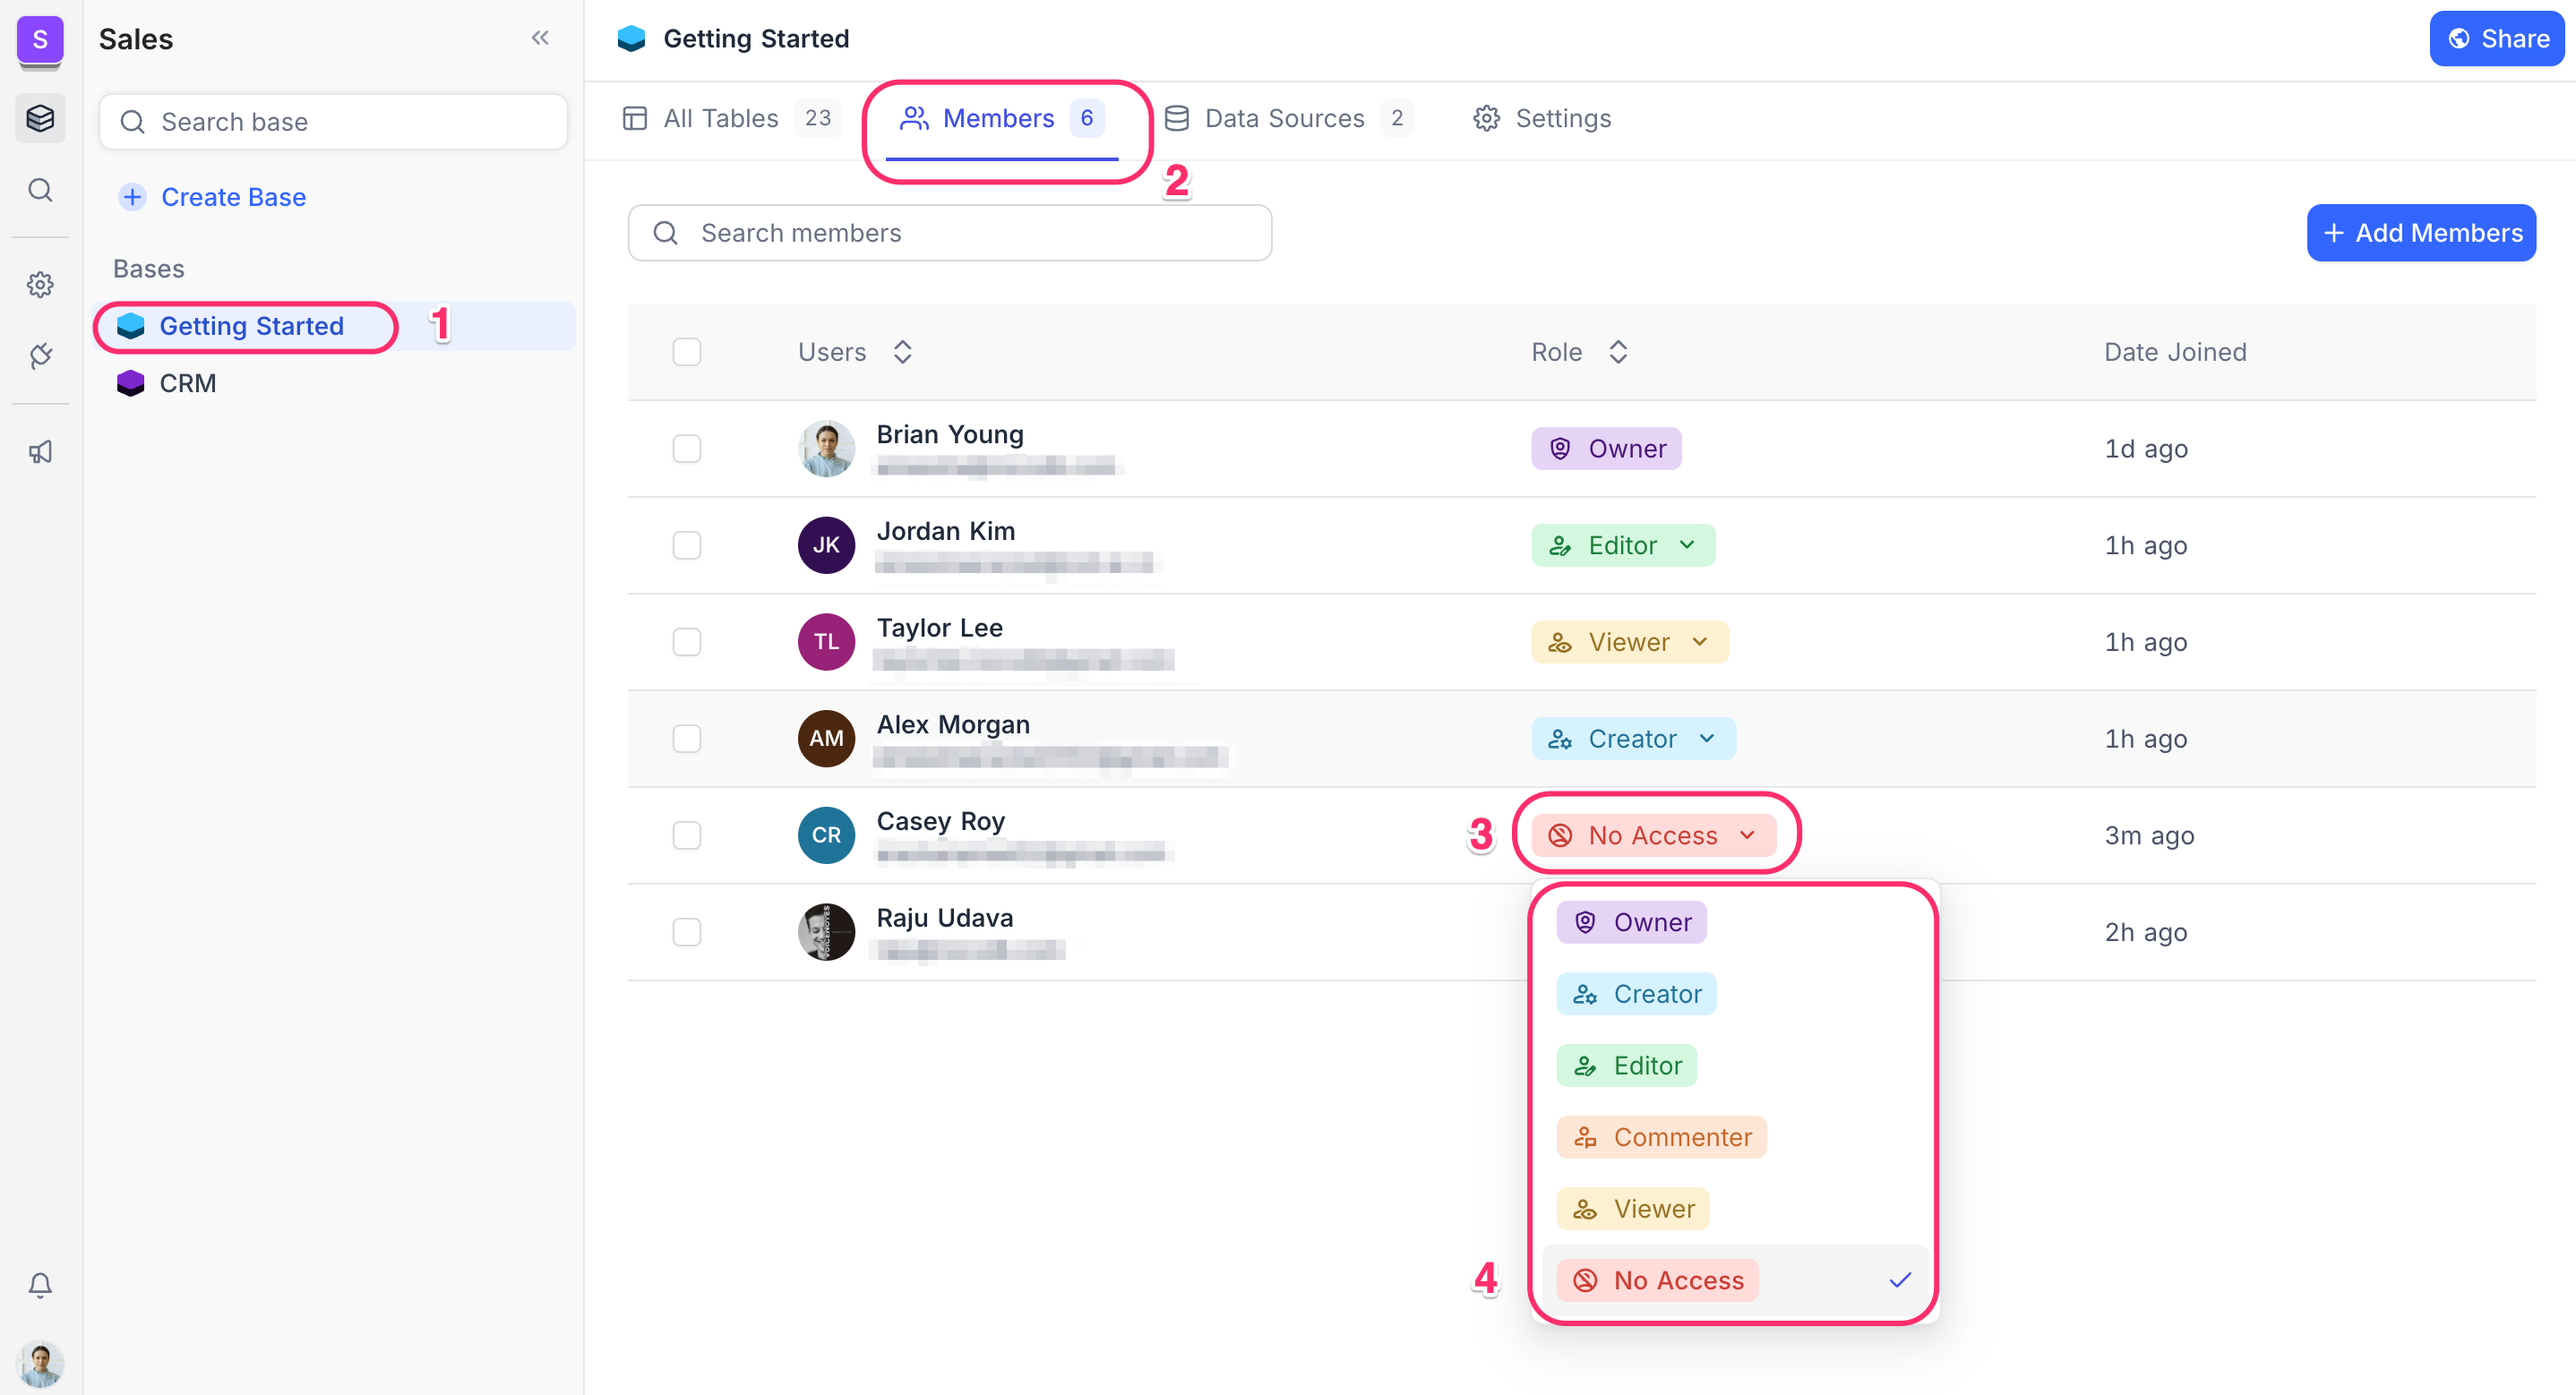 S
Sales
Search base
Create Base
Bases
Getting Started
1
CRM
Getting Started
Share
All Tables 23
Members 6
Data Sources 2
Settings
2
Search members
Add Members
Users Role Date Joined
Brian Young
Owner
1d ago
JK
Jordan Kim
Editor
1h ago
TL
Taylor Lee
Viewer
1h ago
AM
Alex Morgan
Creator
1h ago
CR
Casey Roy
3
No Access
3m ago
Raju Udava
2h ago
Owner
Creator
Editor
Commenter
Viewer
4
No Access